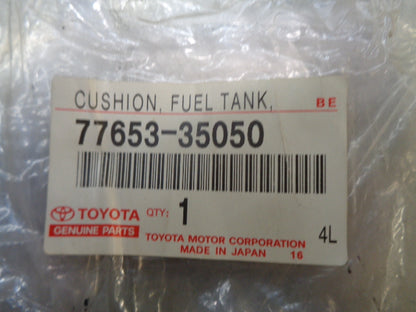 CUSHION, FUEL TANK, BE
77653-35050
TOYOTA QTY: 1
GENUINE PARTS
TOYOTA MOTOR CORPORATION 4L
MADE IN JAPAN 16